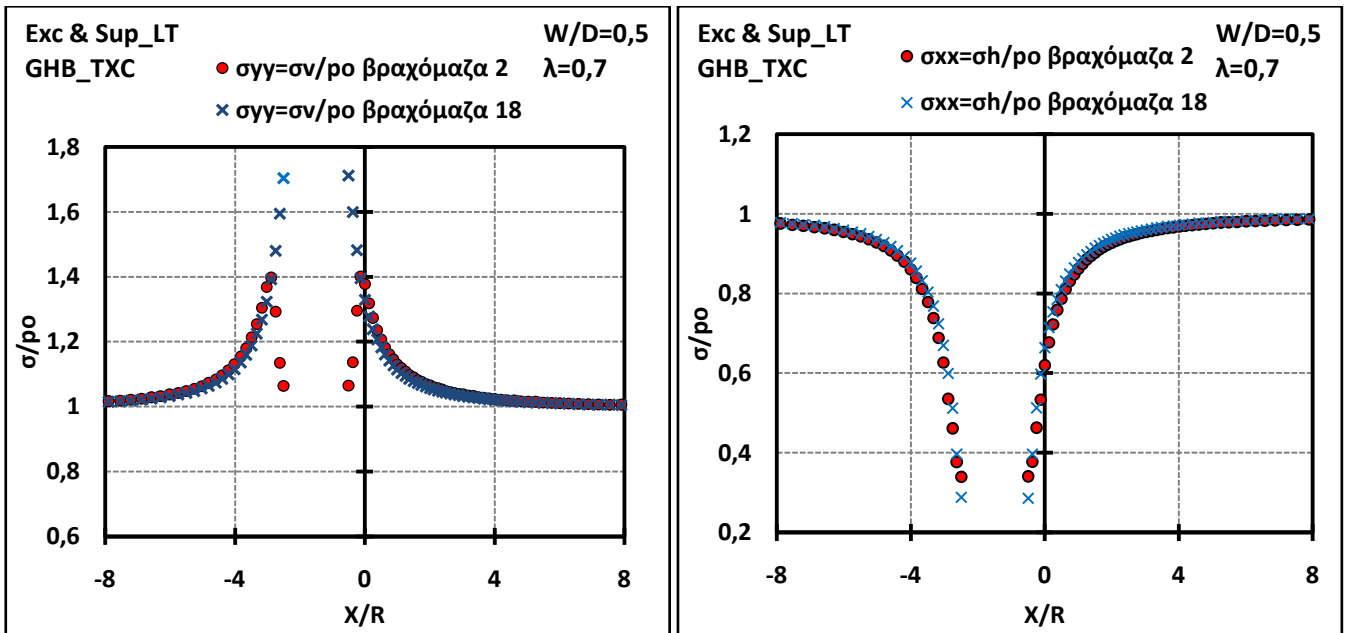 Exc & Sup_LT W/D=0,5
GHB_TXC λ=0,7
σyy=σv/po βραχόμαζα 2
σyy=σv/po βραχόμαζα 18
1,8
1,6
1,4
1,2
1
0,8
0,6
σ/po
-8 -4 0 4 8
X/R
Exc & Sup_LT W/D=0,5
GHB_TXC λ=0,7
σxx=σh/po βραχόμαζα 2
σxx=σh/po βραχόμαζα 18
1,2
1
0,8
0,6
0,4
0,2
σ/po
-8 -4 0 4 8
X/R